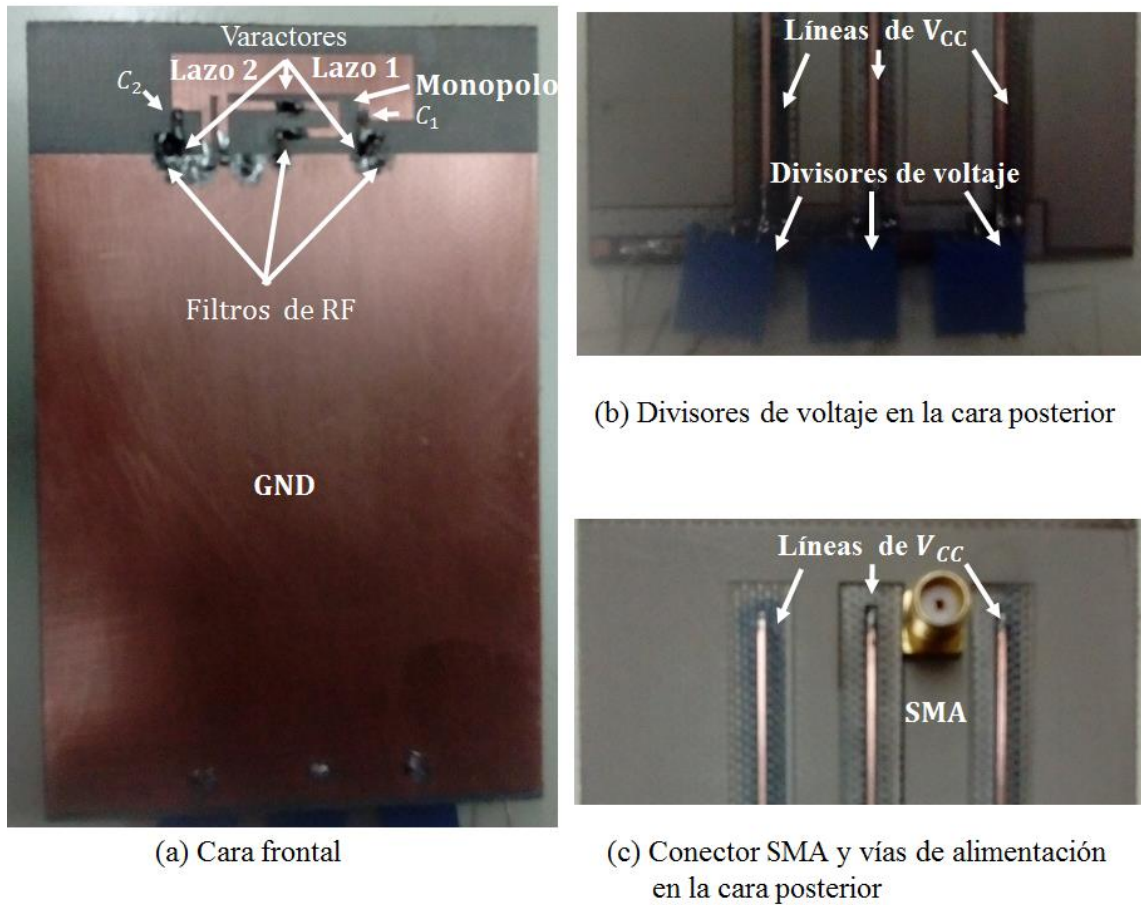 Varactores
Lazo 2 Lazo 1
C₂ Monopolo
C₁
Filtros de RF
GND
(a) Cara frontal
Líneas de V_CC
Divisores de voltaje
(b) Divisores de voltaje en la cara posterior
Líneas de V_CC
SMA
(c) Conector SMA y vías de alimentación
en la cara posterior